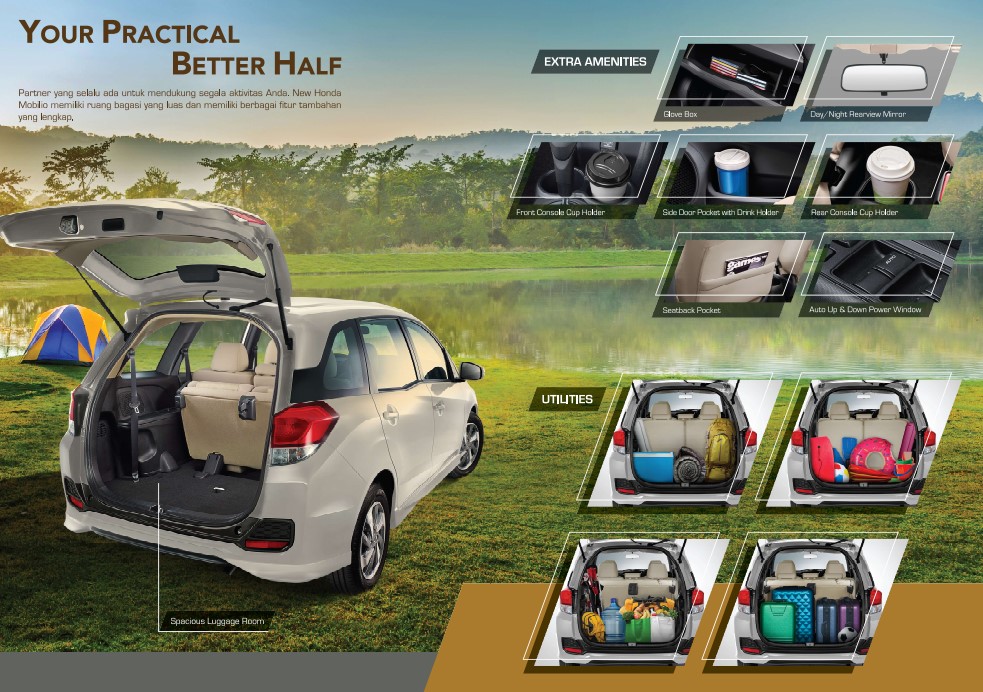 YOUR PRACTICAL
BETTER HALF
Partner yang selalu ada untuk mendukung segala aktivitas Anda. New Honda
Mobilio memiliki ruang bagasi yang luas dan memiliki berbagai fitur tambahan
yang lengkap.
EXTRA AMENITIES
Glove Box
Day/Night Rearview Mirror
Front Console Cup Holder
Side Door Pocket with Drink Holder
Rear Console Cup Holder
games
AUTO
Seatback Pocket
Auto Up & Down Power Window
UTILITIES
Spacious Luggage Room